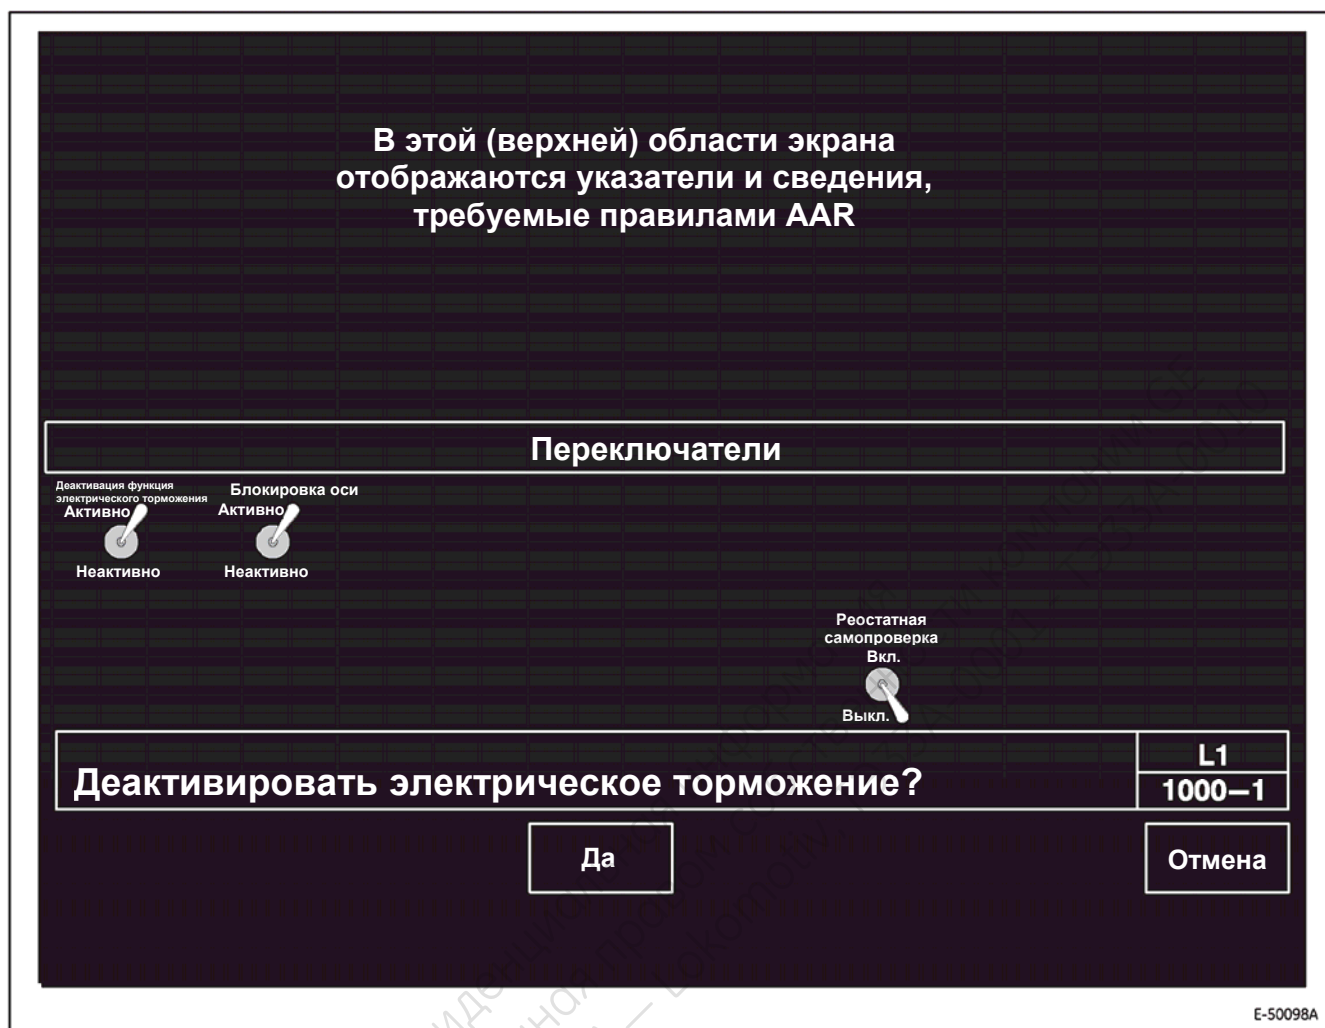 В этой (верхней) области экрана
отображаются указатели и сведения,
требуемые правилами AAR
Переключатели
Деактивация функция
электрического торможения
Активно
Неактивно
Блокировка оси
Активно
Неактивно
Реостатная
самопроверка
Вкл.
Выкл.
Деактивировать электрическое торможение?
L1
1000–1
Да
Отмена
E-50098A